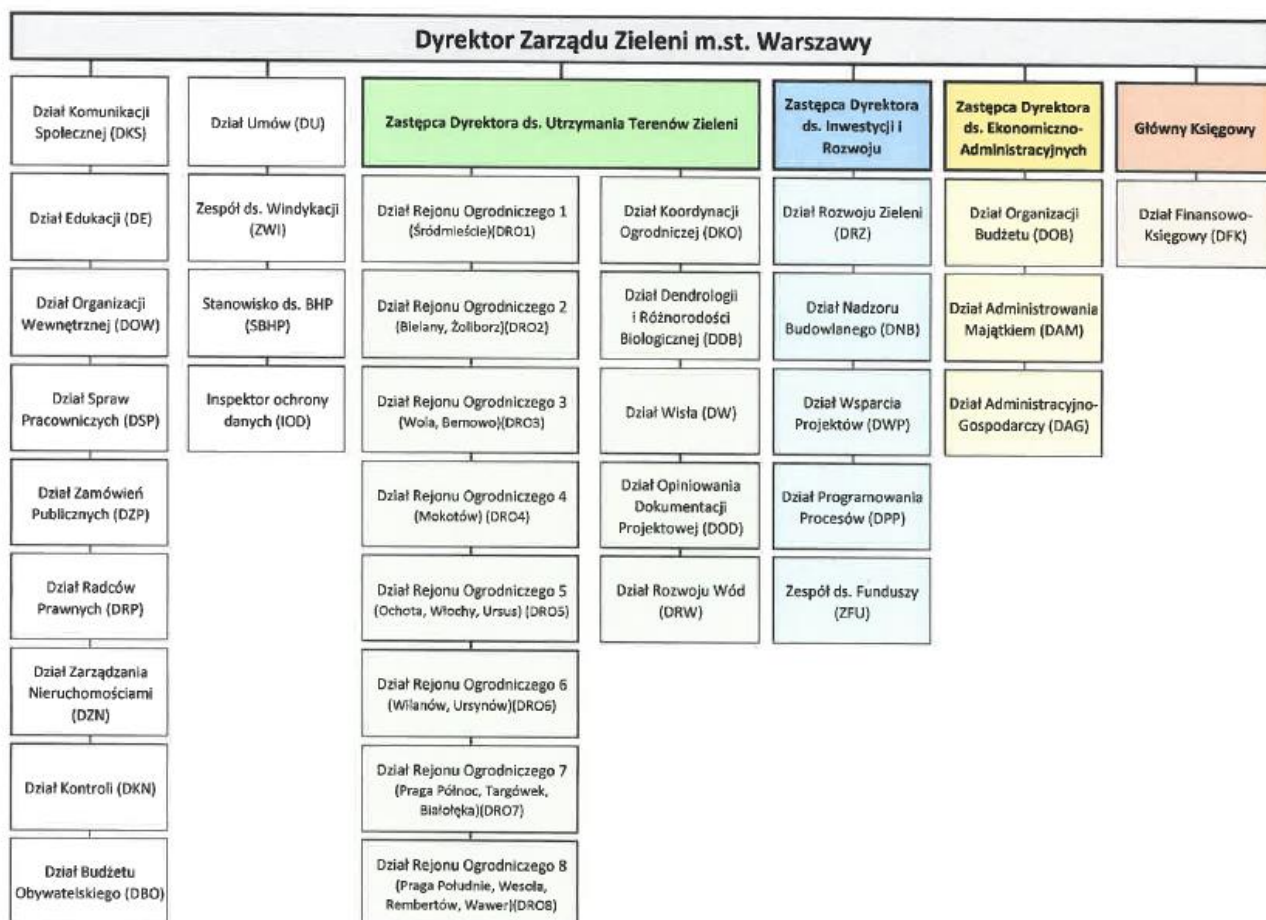 Dyrektor Zarządu Zieleni m.st. Warszawy
Dział Komunikacji
Społecznej (DKS)
Dział Edukacji (DE)
Dział Organizacji
Wewnętrznej (DOW)
Dział Spraw
Pracowniczych (DSP)
Dział Zamówień
Publicznych (DZP)
Dział Radców
Prawnych (DRP)
Dział Zarządzania
Nieruchomościami
(DZN)
Dział Kontroli (DKN)
Dział Budżetu
Obywatelskiego (DBO)
Dział Umów (DU)
Zespół ds. Windykacji
(ZWI)
Stanowisko ds. BHP
(SBHP)
Inspektor ochrony
danych (IOD)
Zastępca Dyrektora ds. Utrzymania Terenów Zieleni
Dział Rejonu Ogrodniczego 1
(Śródmieście)(DRO1)
Dział Rejonu Ogrodniczego 2
(Bielany, Żoliborz)(DRO2)
Dział Rejonu Ogrodniczego 3
(Wola, Bemowo)(DRO3)
Dział Rejonu Ogrodniczego 4
(Mokotów) (DRO4)
Dział Rejonu Ogrodniczego 5
(Ochota, Włochy, Ursus) (DRO5)
Dział Rejonu Ogrodniczego 6
(Wilanów, Ursynów)(DRO6)
Dział Rejonu Ogrodniczego 7
(Praga Północ, Targówek,
Białołęka)(DRO7)
Dział Rejonu Ogrodniczego 8
(Praga Południe, Wesoła,
Rembertów, Wawer)(DRO8)
Dział Koordynacji
Ogrodniczej (DKO)
Dział Dendrologii
i Różnorodości
Biologicznej (DDB)
Dział Wisła (DW)
Dział Opiniowania
Dokumentacji
Projektowej (DOD)
Dział Rozwoju Wód
(DRW)
Zastępca Dyrektora
ds. Inwestycji i
Rozwoju
Dział Rozwoju Zieleni
(DRZ)
Dział Nadzoru
Budowlanego (DNB)
Dział Wsparcia
Projektów (DWP)
Dział Programowania
Procesów (DPP)
Zespół ds. Funduszy
(ZFU)
Zastępca Dyrektora
ds. Ekonomiczno-
Administracyjnych
Dział Organizacji
Budżetu (DOB)
Dział Administrowania
Majątkiem (DAM)
Dział Administracyjno-
Gospodarczy (DAG)
Główny Księgowy
Dział Finansowo-
Księgowy (DFK)